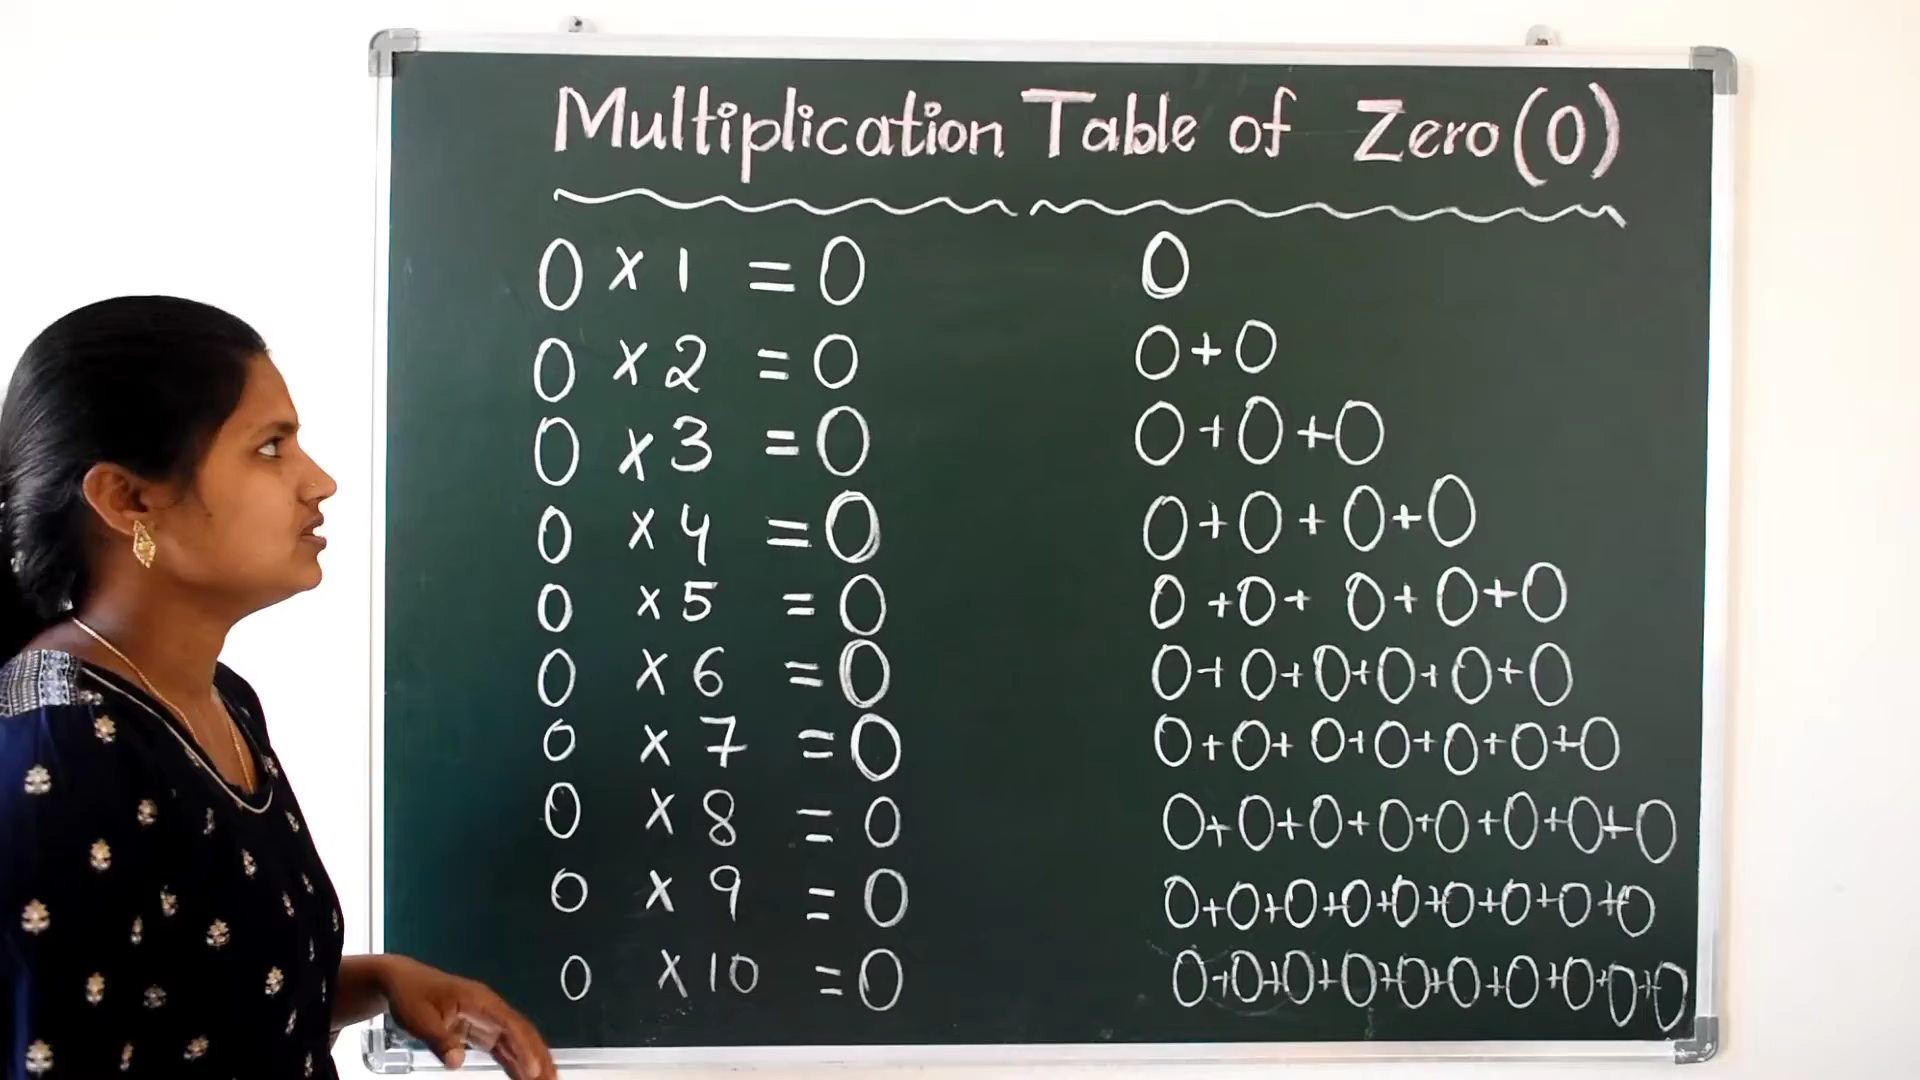 Multiplication Table of Zero (0)
0 x 1 = 0 0
0 x 2 = 0 0+0
0 x 3 = 0 0+0+0
0 x 4 = 0 0+0+0+0
0 x 5 = 0 0+0+0+0+0
0 x 6 = 0 0+0+0+0+0+0
0 x 7 = 0 0+0+0+0+0+0+0
0 x 8 = 0 0+0+0+0+0+0+0+0
0 x 9 = 0 0+0+0+0+0+0+0+0+0
0 x 10 = 0 0+0+0+0+0+0+0+0+0+0